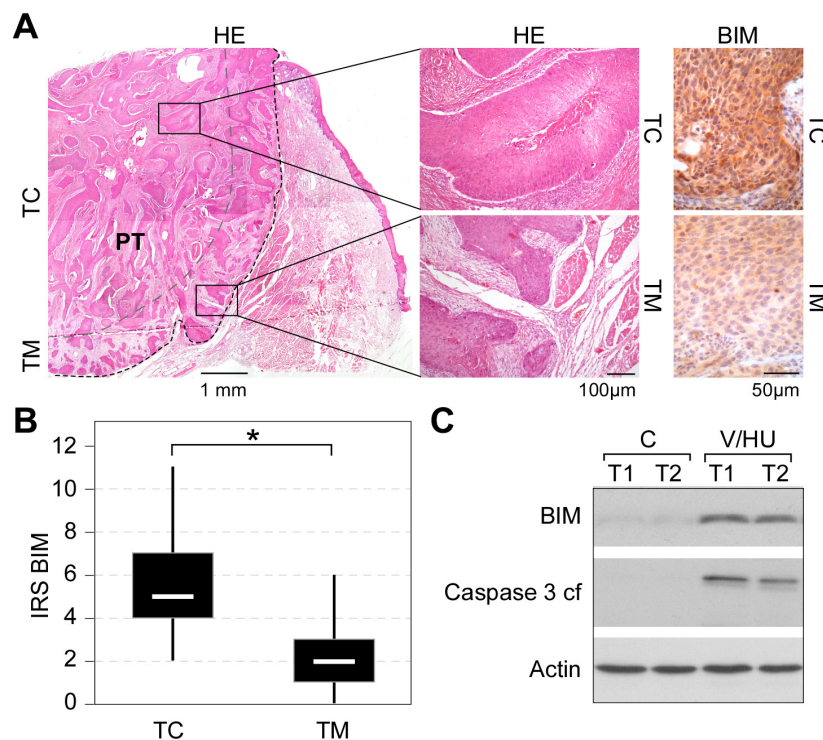 A
HE
HE
BIM
TC
PT
TM
TC
TM
TC
TM
1 mm
100µm
50µm
B
*
12
10
8
6
4
2
0
IRS BIM
TC
TM
C
C
V/HU
T1
T2
T1
T2
BIM
Caspase 3 cf
Actin